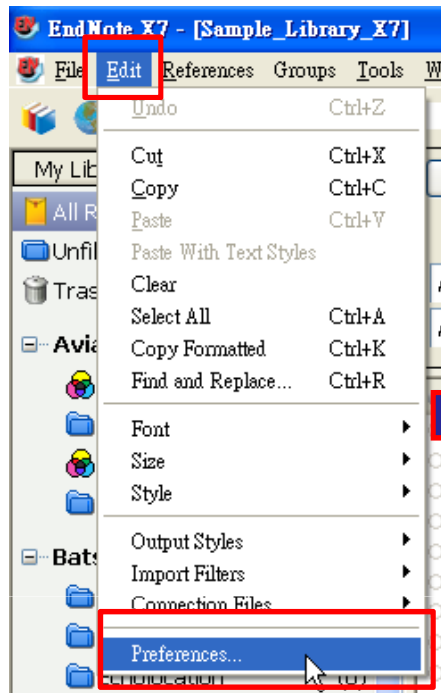 EndNote X7 - [Sample_Library_X7]
File Edit References Groups Tools
Undo Ctrl+Z
My Lib
Cut Ctrl+X
Copy Ctrl+C
All R
Paste Ctrl+V
Unfil
Paste With Text Styles
Tras
Clear
Select All Ctrl+A
Avia
Copy Formatted Ctrl+K
Find and Replace... Ctrl+R
Font
Size
Style
Output Styles
Bats
Import Filters
Connection Files
Preferences...
Echolocation (6)